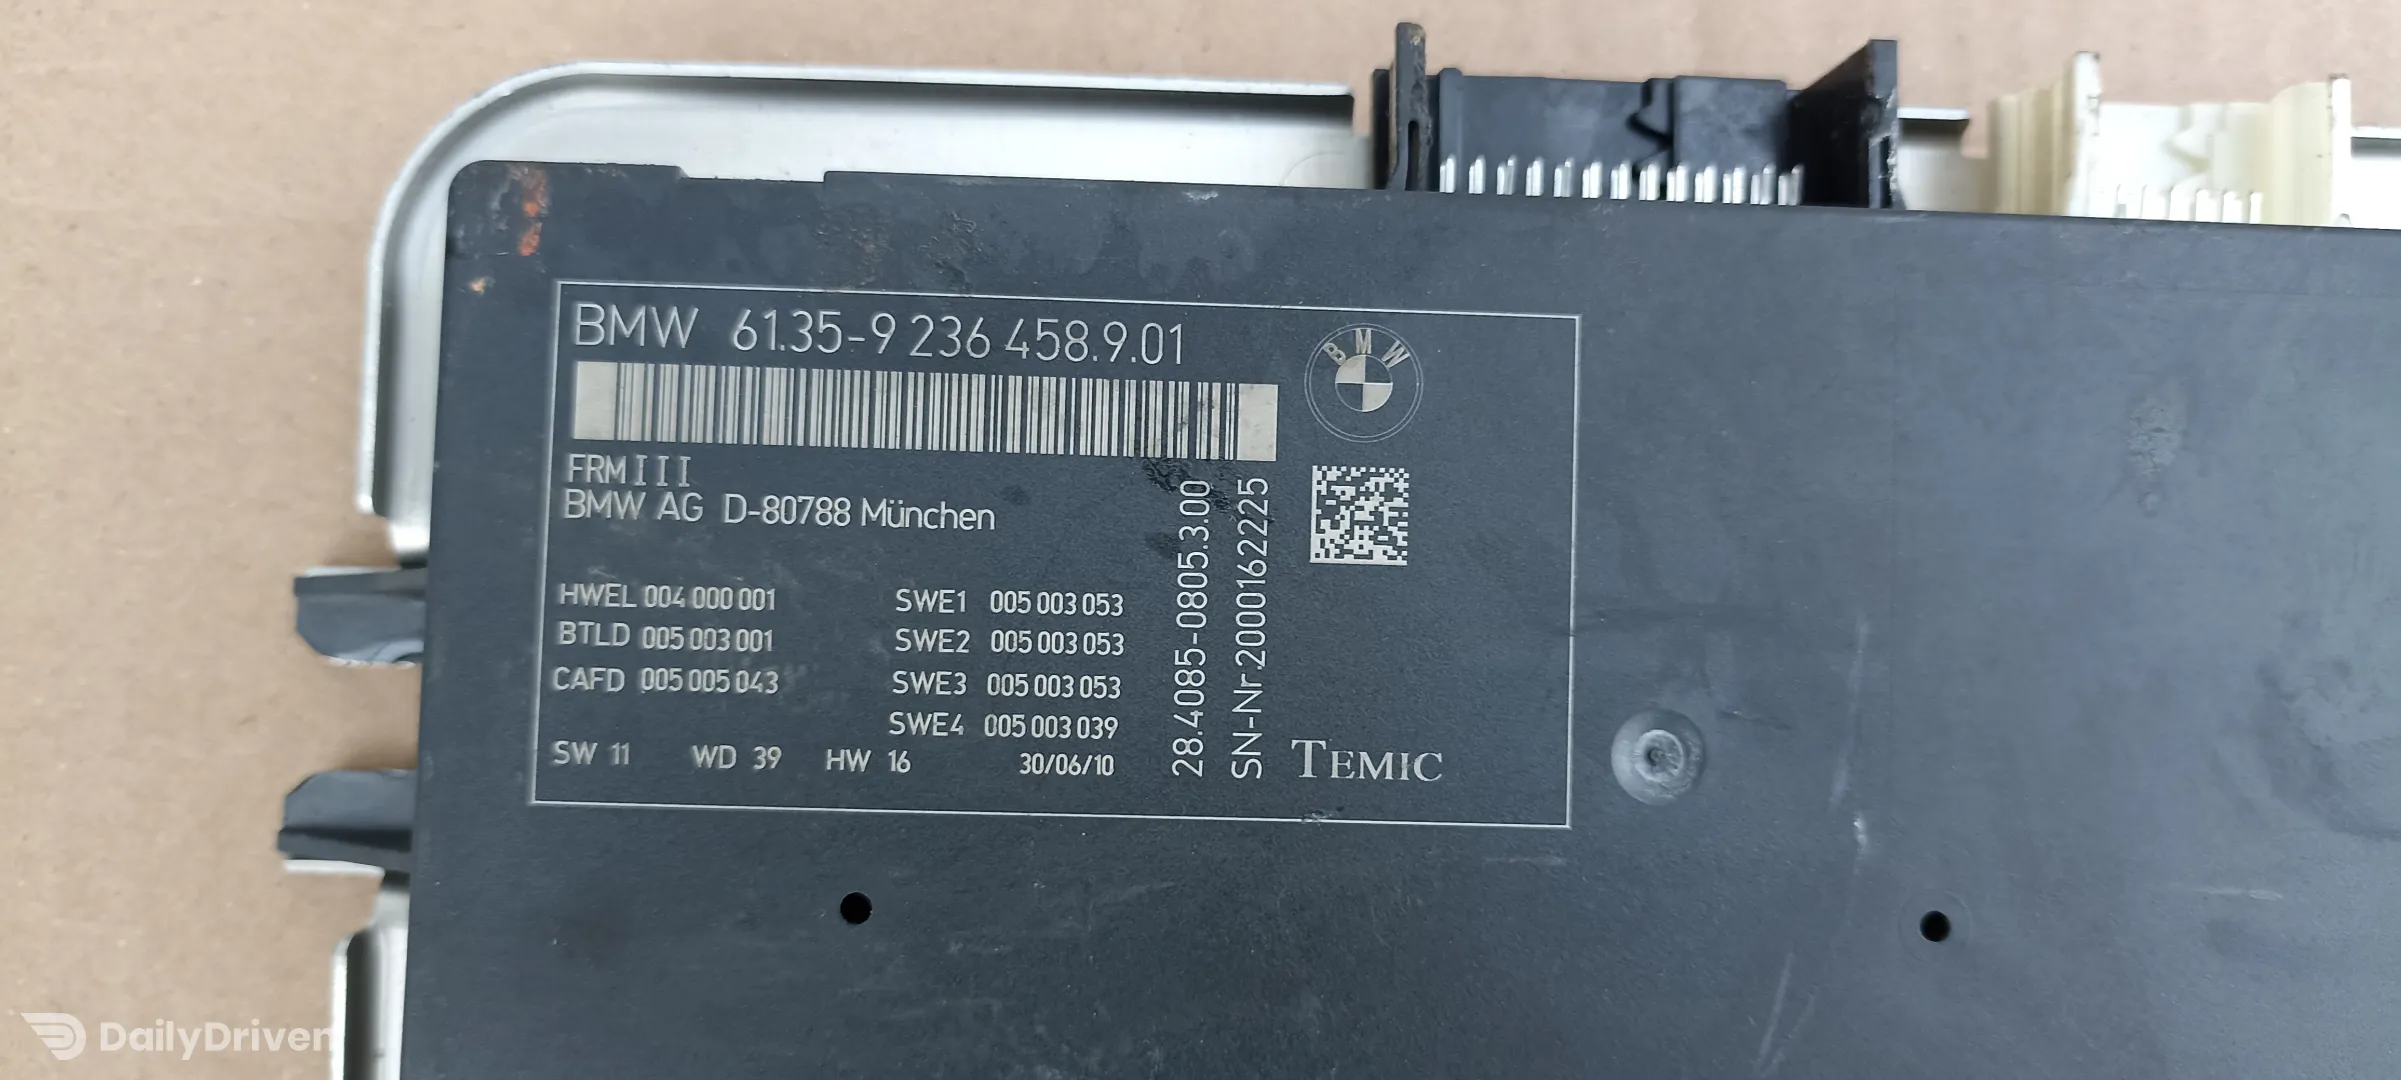 BMW 61.35-9 236 458.9.01
BMW
FRMIII
BMW AG D-80788 München
HWEL 004 000 001
BTLD 005 003 001
CAFD 005 005 043
SWE1 005 003 053
SWE2 005 003 053
SWE3 005 003 053
SWE4 005 003 039
SW 11 WD 39 HW 16 30/06/10
28.4085-0805.3.00
SN-Nr.2000162225
TEMIC
DailyDriven